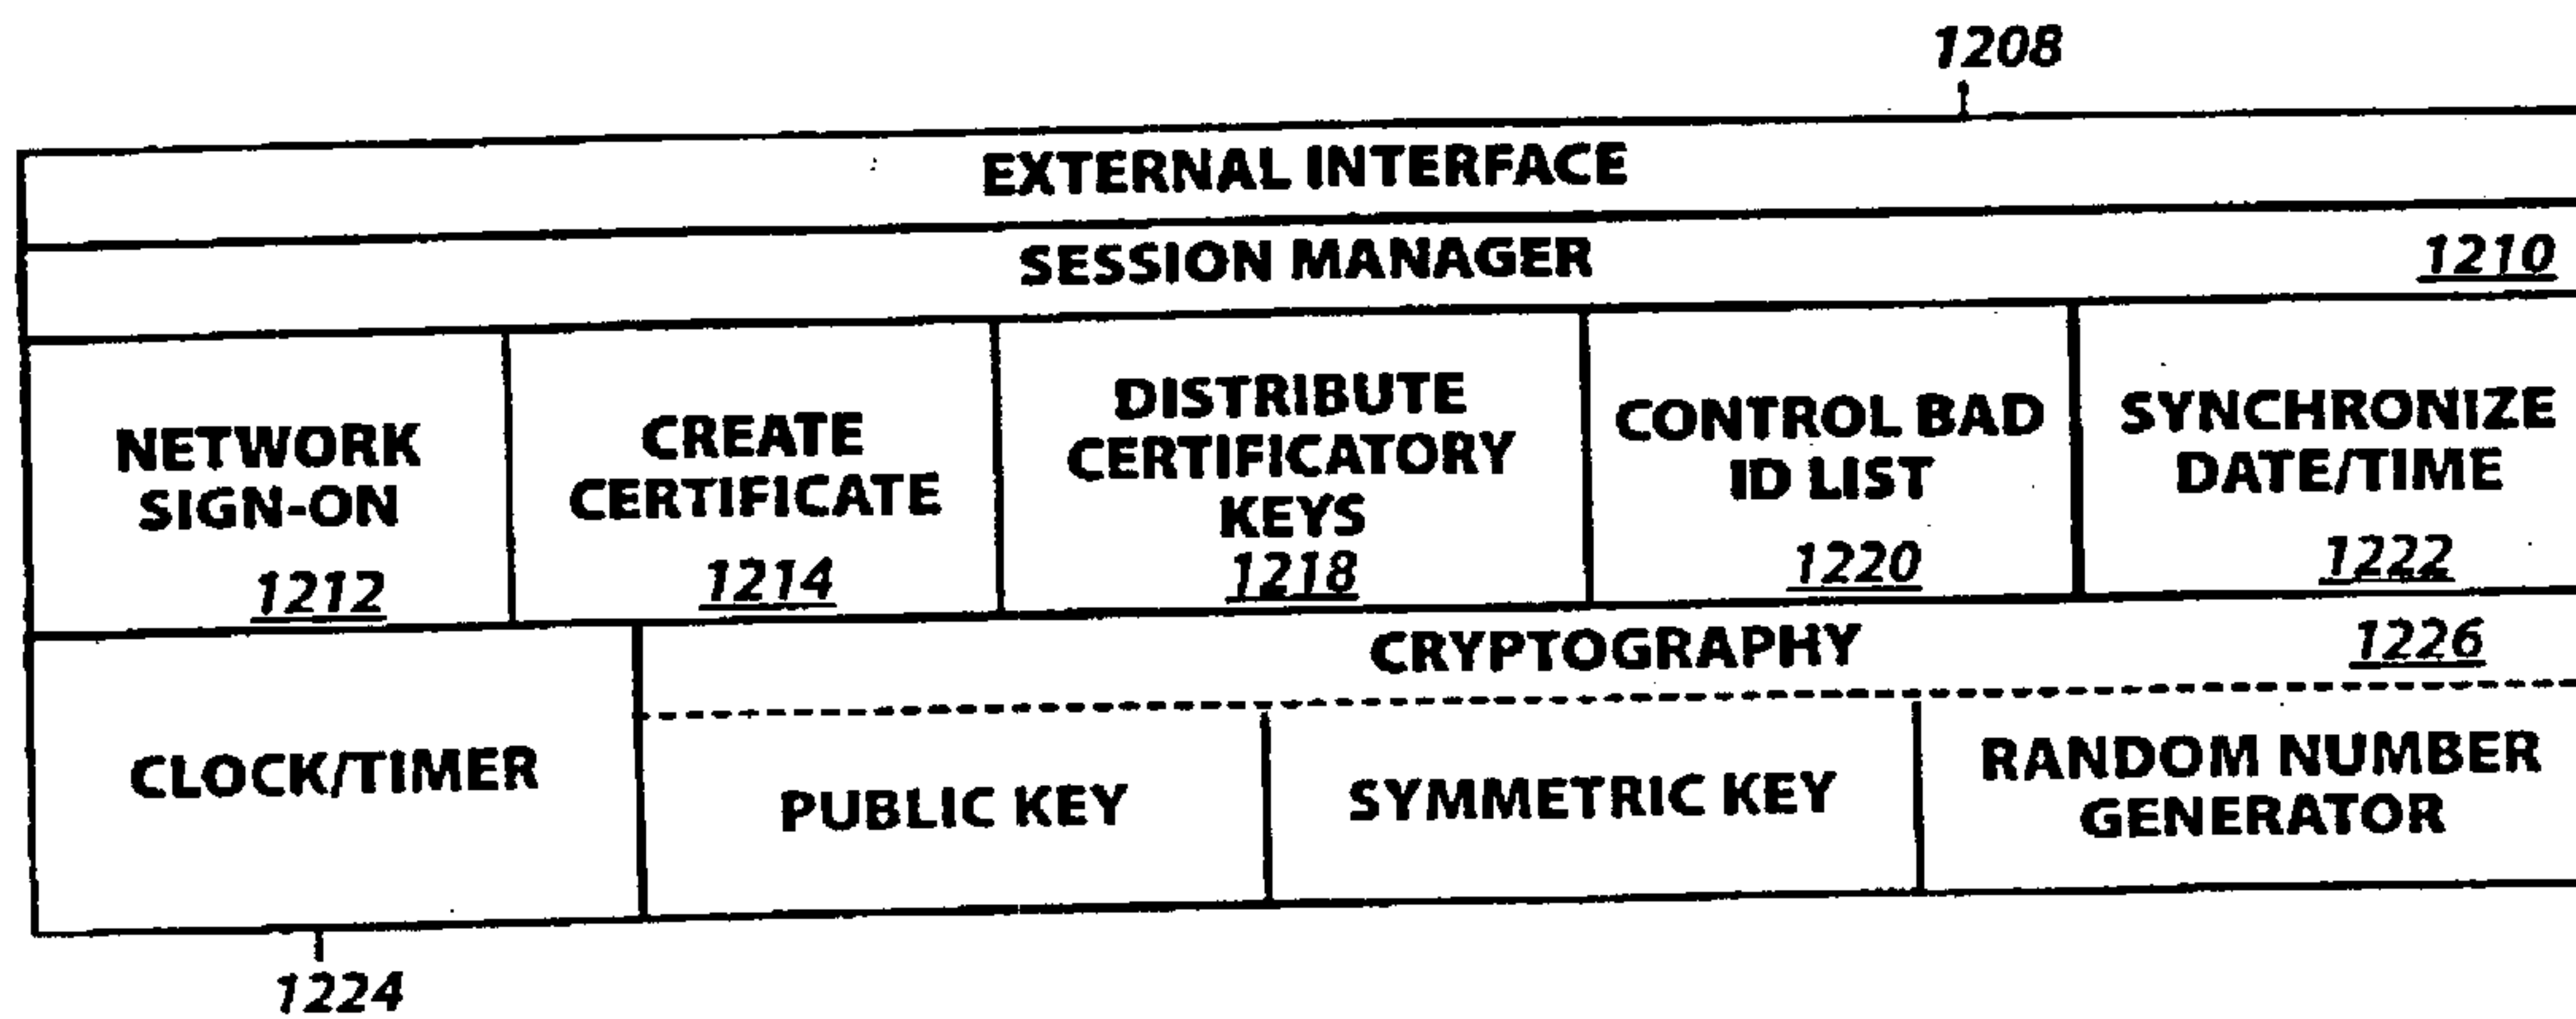 1208
EXTERNAL INTERFACE
SESSION MANAGER
1210
NETWORK
SIGN-ON
1212
CREATE
CERTIFICATE
1214
DISTRIBUTE
CERTIFICATORY
KEYS
1218
CONTROL BAD
ID LIST
1220
SYNCHRONIZE
DATE/TIME
1222
CLOCK/TIMER
CRYPTOGRAPHY
1226
PUBLIC KEY
SYMMETRIC KEY
RANDOM NUMBER
GENERATOR
1224